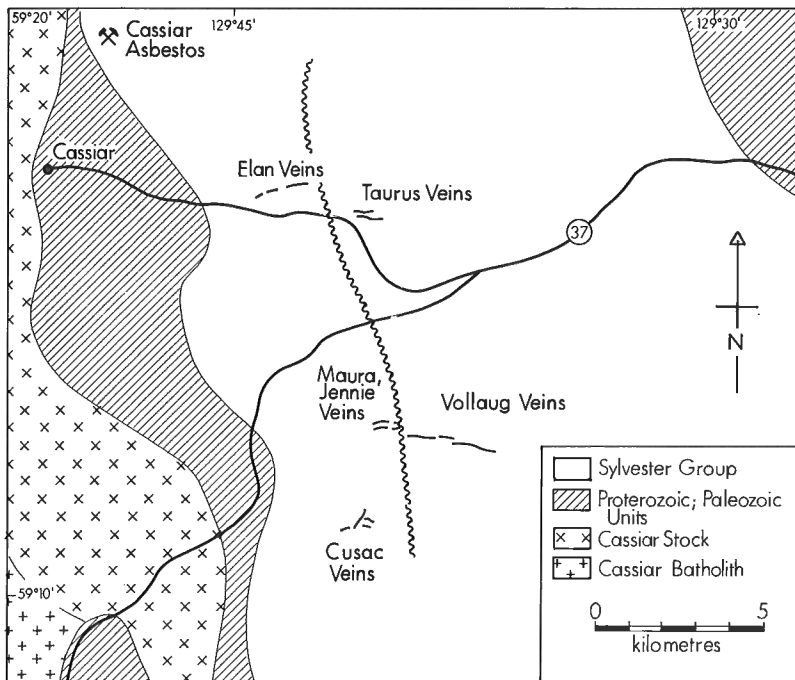 59°20'
129°45'
129°30'
Cassiar
Asbestos
Cassiar
Elan Veins
Taurus Veins
37
N
Maura,
Jennie
Veins
Vollaug Veins
Cusac
Veins
59°10'
Sylvester Group
Proterozoic; Paleozoic
Units
Cassiar Stock
Cassiar Batholith
0 5
kilometres